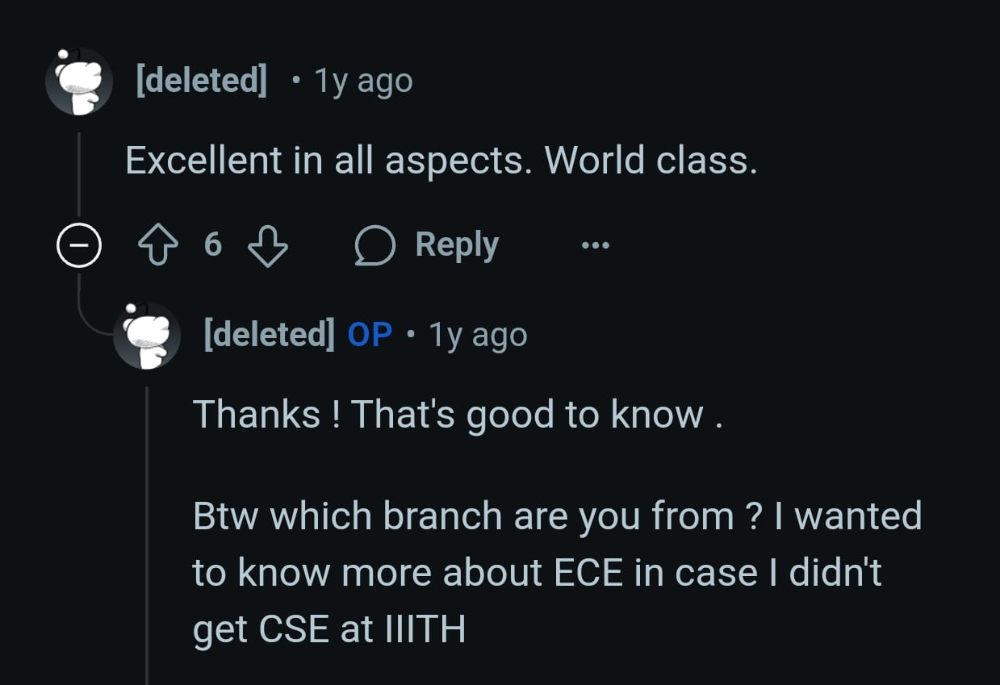 [deleted] • 1y ago
Excellent in all aspects. World class.
6 Reply ...
[deleted] OP • 1y ago
Thanks ! That's good to know .
Btw which branch are you from ? I wanted
to know more about ECE in case I didn't
get CSE at IIITH